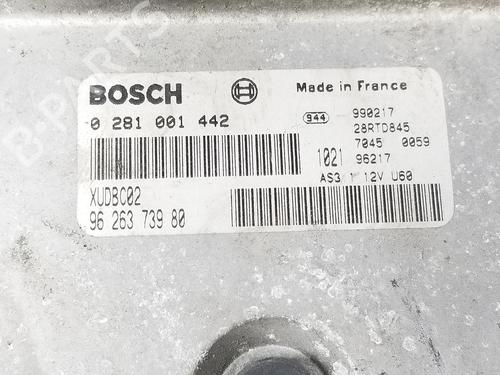 BOSCH
Made in France
0 281 001 442
944
990217
28RTD845
7045 0059
1021 96217
AS3 1 12V U60
XUDBC02
96 263 739 80
B-PARTS